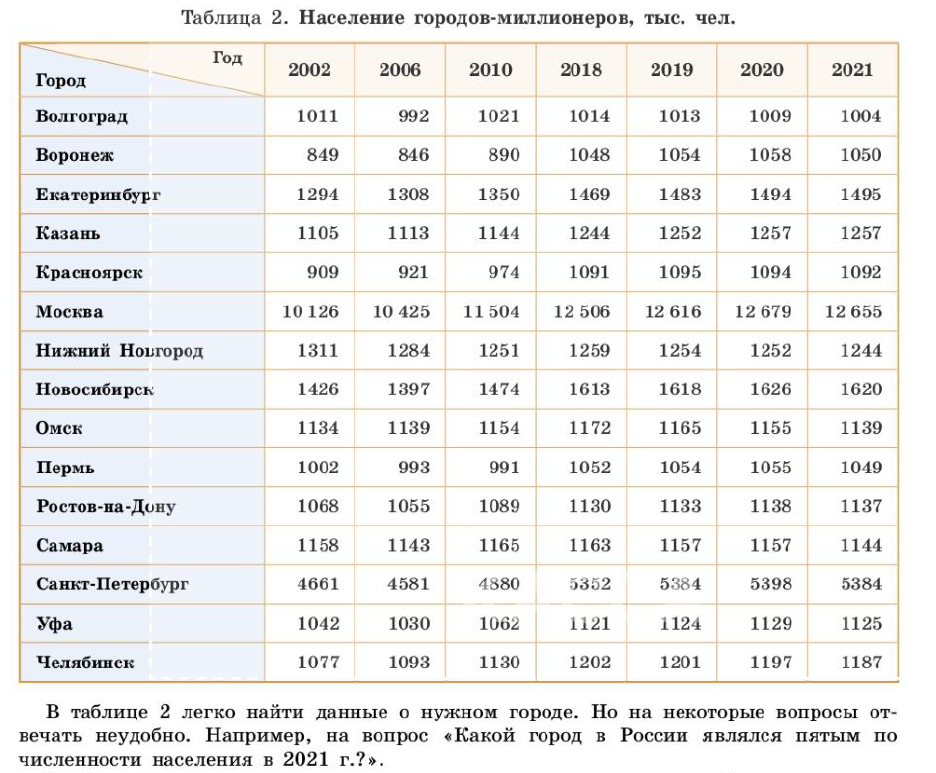 Таблица 2. Население городов-миллионеров, тыс. чел.
Город Год 2002 2006 2010 2018 2019 2020 2021
Волгоград 1011 992 1021 1014 1013 1009 1004
Воронеж 849 846 890 1048 1054 1058 1050
Екатеринбург 1294 1308 1350 1469 1483 1494 1495
Казань 1105 1113 1144 1244 1252 1257 1257
Красноярск 909 921 974 1091 1095 1094 1092
Москва 10 126 10 425 11 504 12 506 12 616 12 679 12 655
Нижний Новгород 1311 1284 1251 1259 1254 1252 1244
Новосибирск 1426 1397 1474 1613 1618 1626 1620
Омск 1134 1139 1154 1172 1165 1155 1139
Пермь 1002 993 991 1052 1054 1055 1049
Ростов-на-Дону 1068 1055 1089 1130 1133 1138 1137
Самара 1158 1143 1165 1163 1157 1157 1144
Санкт-Петербург 4661 4581 4880 5352 5384 5398 5384
Уфа 1042 1030 1062 1121 1124 1129 1125
Челябинск 1077 1093 1130 1202 1201 1197 1187
В таблице 2 легко найти данные о нужном городе. Но на некоторые вопросы от-
вечать неудобно. Например, на вопрос «Какой город в России являлся пятым по
численности населения в 2021 г.?».